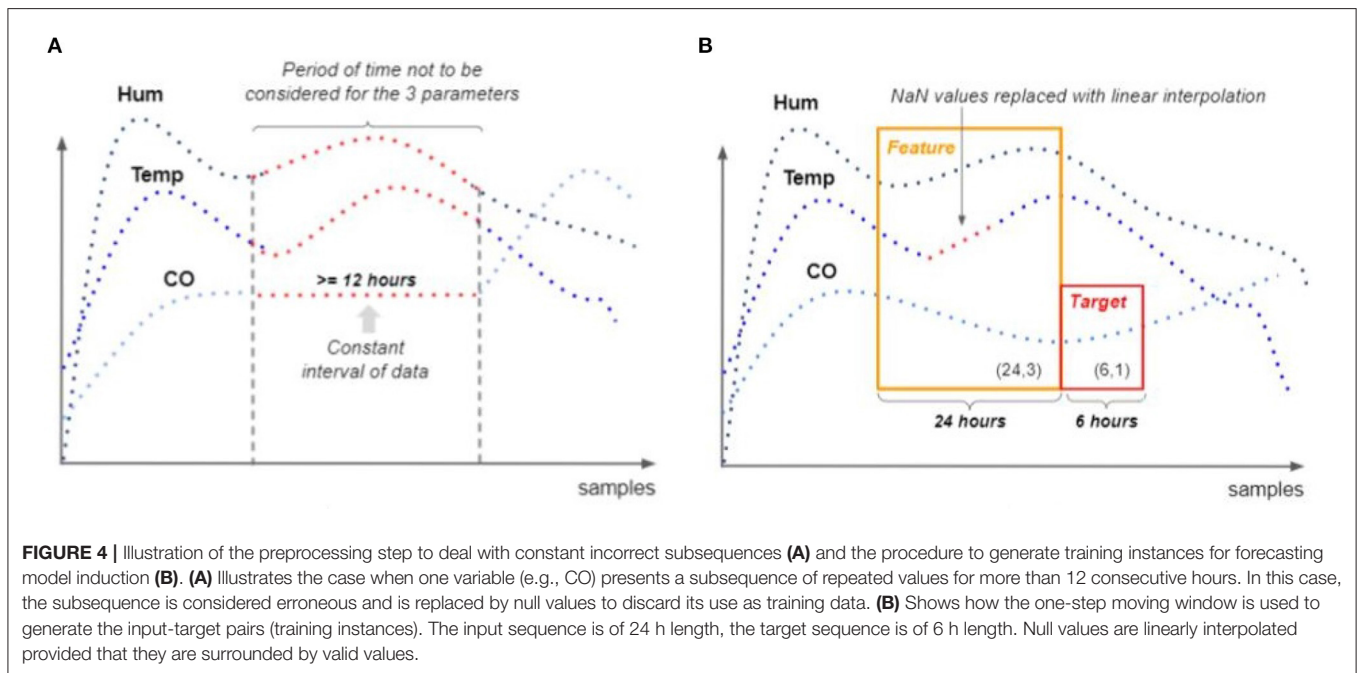 A
Period of time not to be
considered for the 3 parameters
Hum
Temp
CO
>= 12 hours
Constant
interval of data
samples
B
NaN values replaced with linear interpolation
Hum
Feature
Temp
CO
Target
(24,3)
(6,1)
24 hours
6 hours
samples
FIGURE 4 | Illustration of the preprocessing step to deal with constant incorrect subsequences (A) and the procedure to generate training instances for forecasting
model induction (B). (A) Illustrates the case when one variable (e.g., CO) presents a subsequence of repeated values for more than 12 consecutive hours. In this case,
the subsequence is considered erroneous and is replaced by null values to discard its use as training data. (B) Shows how the one-step moving window is used to
generate the input-target pairs (training instances). The input sequence is of 24 h length, the target sequence is of 6 h length. Null values are linearly interpolated
provided that they are surrounded by valid values.